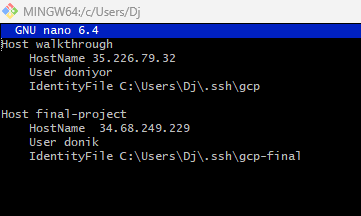 MINGW64:/c/Users/Dj
GNU nano 6.4
Host walkthrough
    HostName 35.226.79.32
    User doniyor
    IdentityFile C:\Users\Dj\.ssh\gcp

Host final-project
    HostName  34.68.249.229
    User donik
    IdentityFile C:\Users\Dj\.ssh\gcp-final